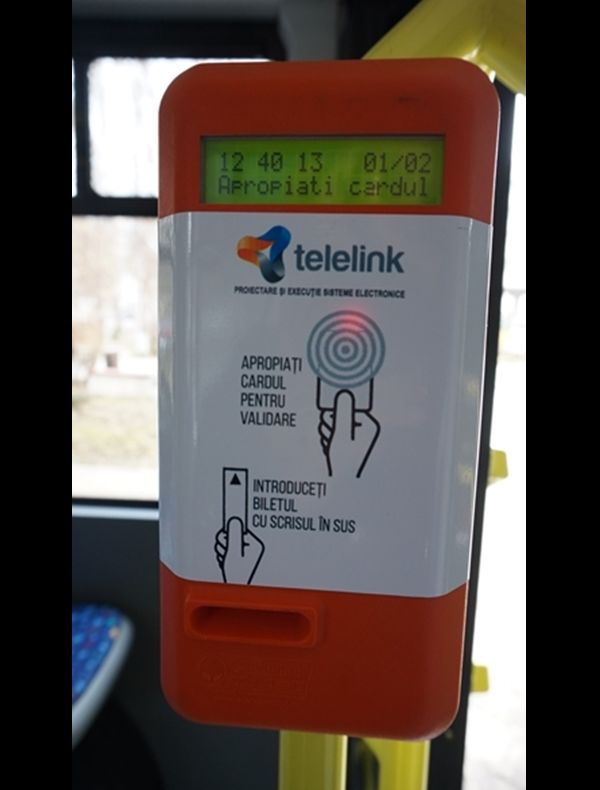 12 40 13 01/02
Apropiati cardul
telelink
PROIECTARE ȘI EXECUȚIE SISTEME ELECTRONICE
APROPIAȚI
CARDUL
PENTRU
VALIDARE
INTRODUCEȚI
BILETUL
CU SCRISUL ÎN SUS